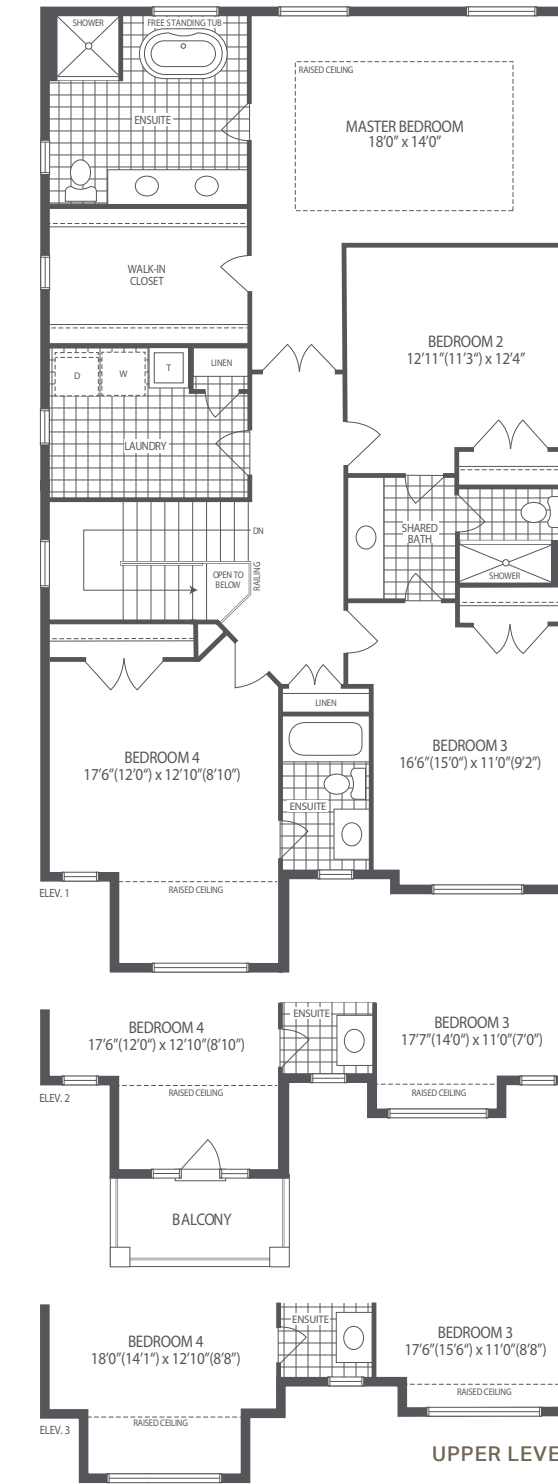 SHOWER
FREE STANDING TUB
ENSUITE
RAISED CEILING
MASTER BEDROOM
18'0" x 14'0"
WALK-IN
CLOSET
BEDROOM 2
12'11"(11'3") x 12'4"
D
W
T
LINEN
LAUNDRY
DN
RAILING
OPEN TO
BELOW
SHARED
BATH
SHOWER
LINEN
BEDROOM 4
17'6"(12'0") x 12'10"(8'10")
BEDROOM 3
16'6"(15'0") x 11'0"(9'2")
ENSUITE
ELEV. 1
RAISED CEILING
ENSUITE
BEDROOM 4
17'6"(12'0") x 12'10"(8'10")
BEDROOM 3
17'7"(14'0") x 11'0"(7'0")
ELEV. 2
RAISED CEILING
RAISED CEILING
BALCONY
ENSUITE
BEDROOM 4
18'0"(14'1") x 12'10"(8'8")
BEDROOM 3
17'6"(15'6") x 11'0"(8'8")
RAISED CEILING
ELEV. 3
RAISED CEILING
UPPER LEVE